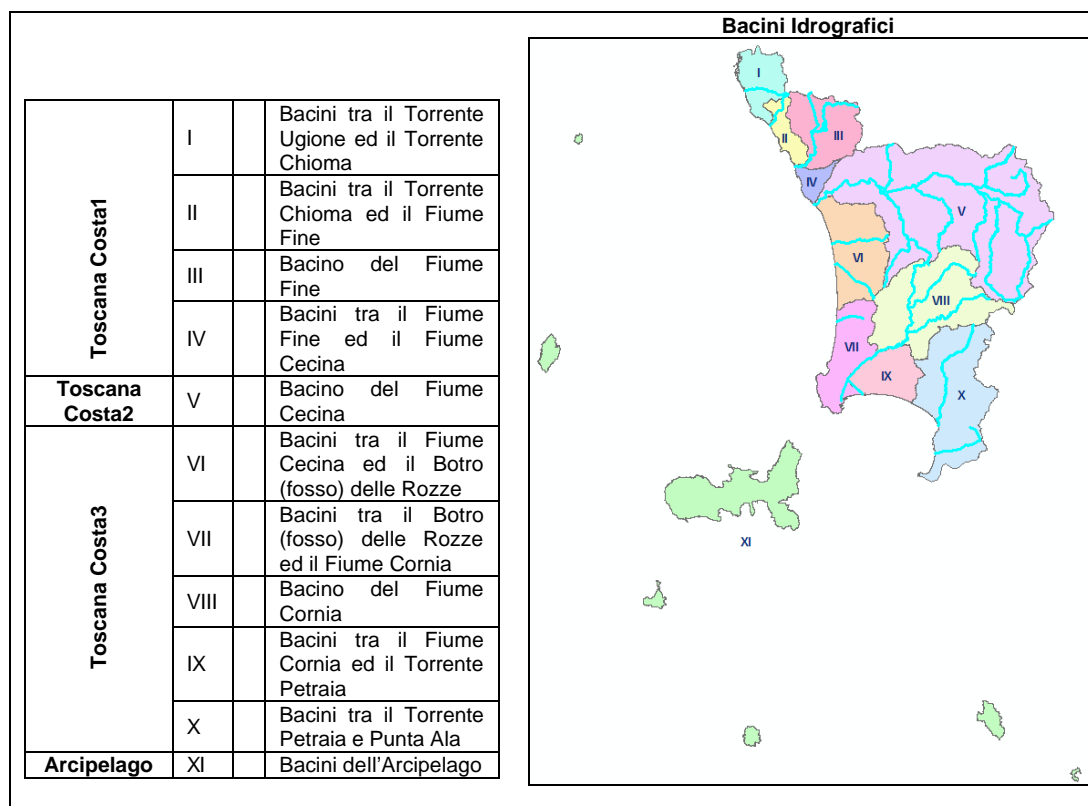 Bacini Idrografici
Toscana Costa1
I
Bacini tra il Torrente
Ugione ed il Torrente
Chioma
II
Bacini tra il Torrente
Chioma ed il Fiume
Fine
III
Bacino del Fiume
Fine
IV
Bacini tra il Fiume
Fine ed il Fiume
Cecina
Toscana
Costa2
V
Bacino del Fiume
Cecina
Toscana Costa3
VI
Bacini tra il Fiume
Cecina ed il Botro
(fosso) delle Rozze
VII
Bacini tra il Botro
(fosso) delle Rozze
ed il Fiume Cornia
VIII
Bacino del Fiume
Cornia
IX
Bacini tra il Fiume
Cornia ed il Torrente
Petraia
X
Bacini tra il Torrente
Petraia e Punta Ala
Arcipelago
XI
Bacini dell'Arcipelago
I
II
III
IV
V
VI
VIII
VII
IX
X
XI